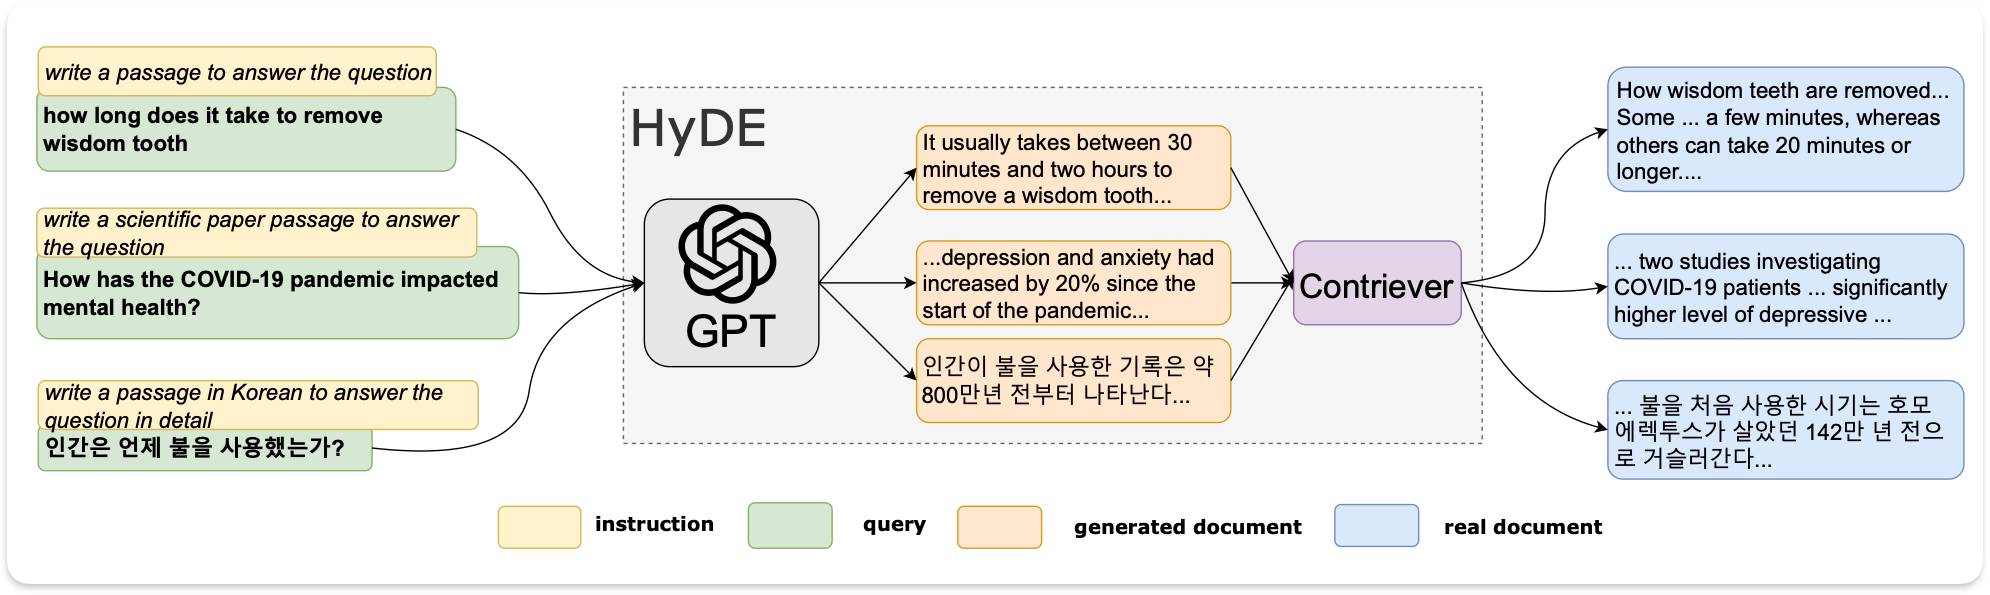 write a passage to answer the question
how long does it take to remove
wisdom tooth
write a scientific paper passage to answer
the question
How has the COVID-19 pandemic impacted
mental health?
write a passage in Korean to answer the
question in detail
인간은 언제 불을 사용했는가?
HyDE
GPT
It usually takes between 30
minutes and two hours to
remove a wisdom tooth...
...depression and anxiety had
increased by 20% since the
start of the pandemic...
인간이 불을 사용한 기록은 약
800만년 전부터 나타난다...
Contriever
How wisdom teeth are removed...
Some ... a few minutes, whereas
others can take 20 minutes or
longer....
... two studies investigating
COVID-19 patients ... significantly
higher level of depressive ...
... 불을 처음 사용한 시기는 호모
에렉투스가 살았던 142만 년 전으
로 거슬러간다...
instruction
query
generated document
real document